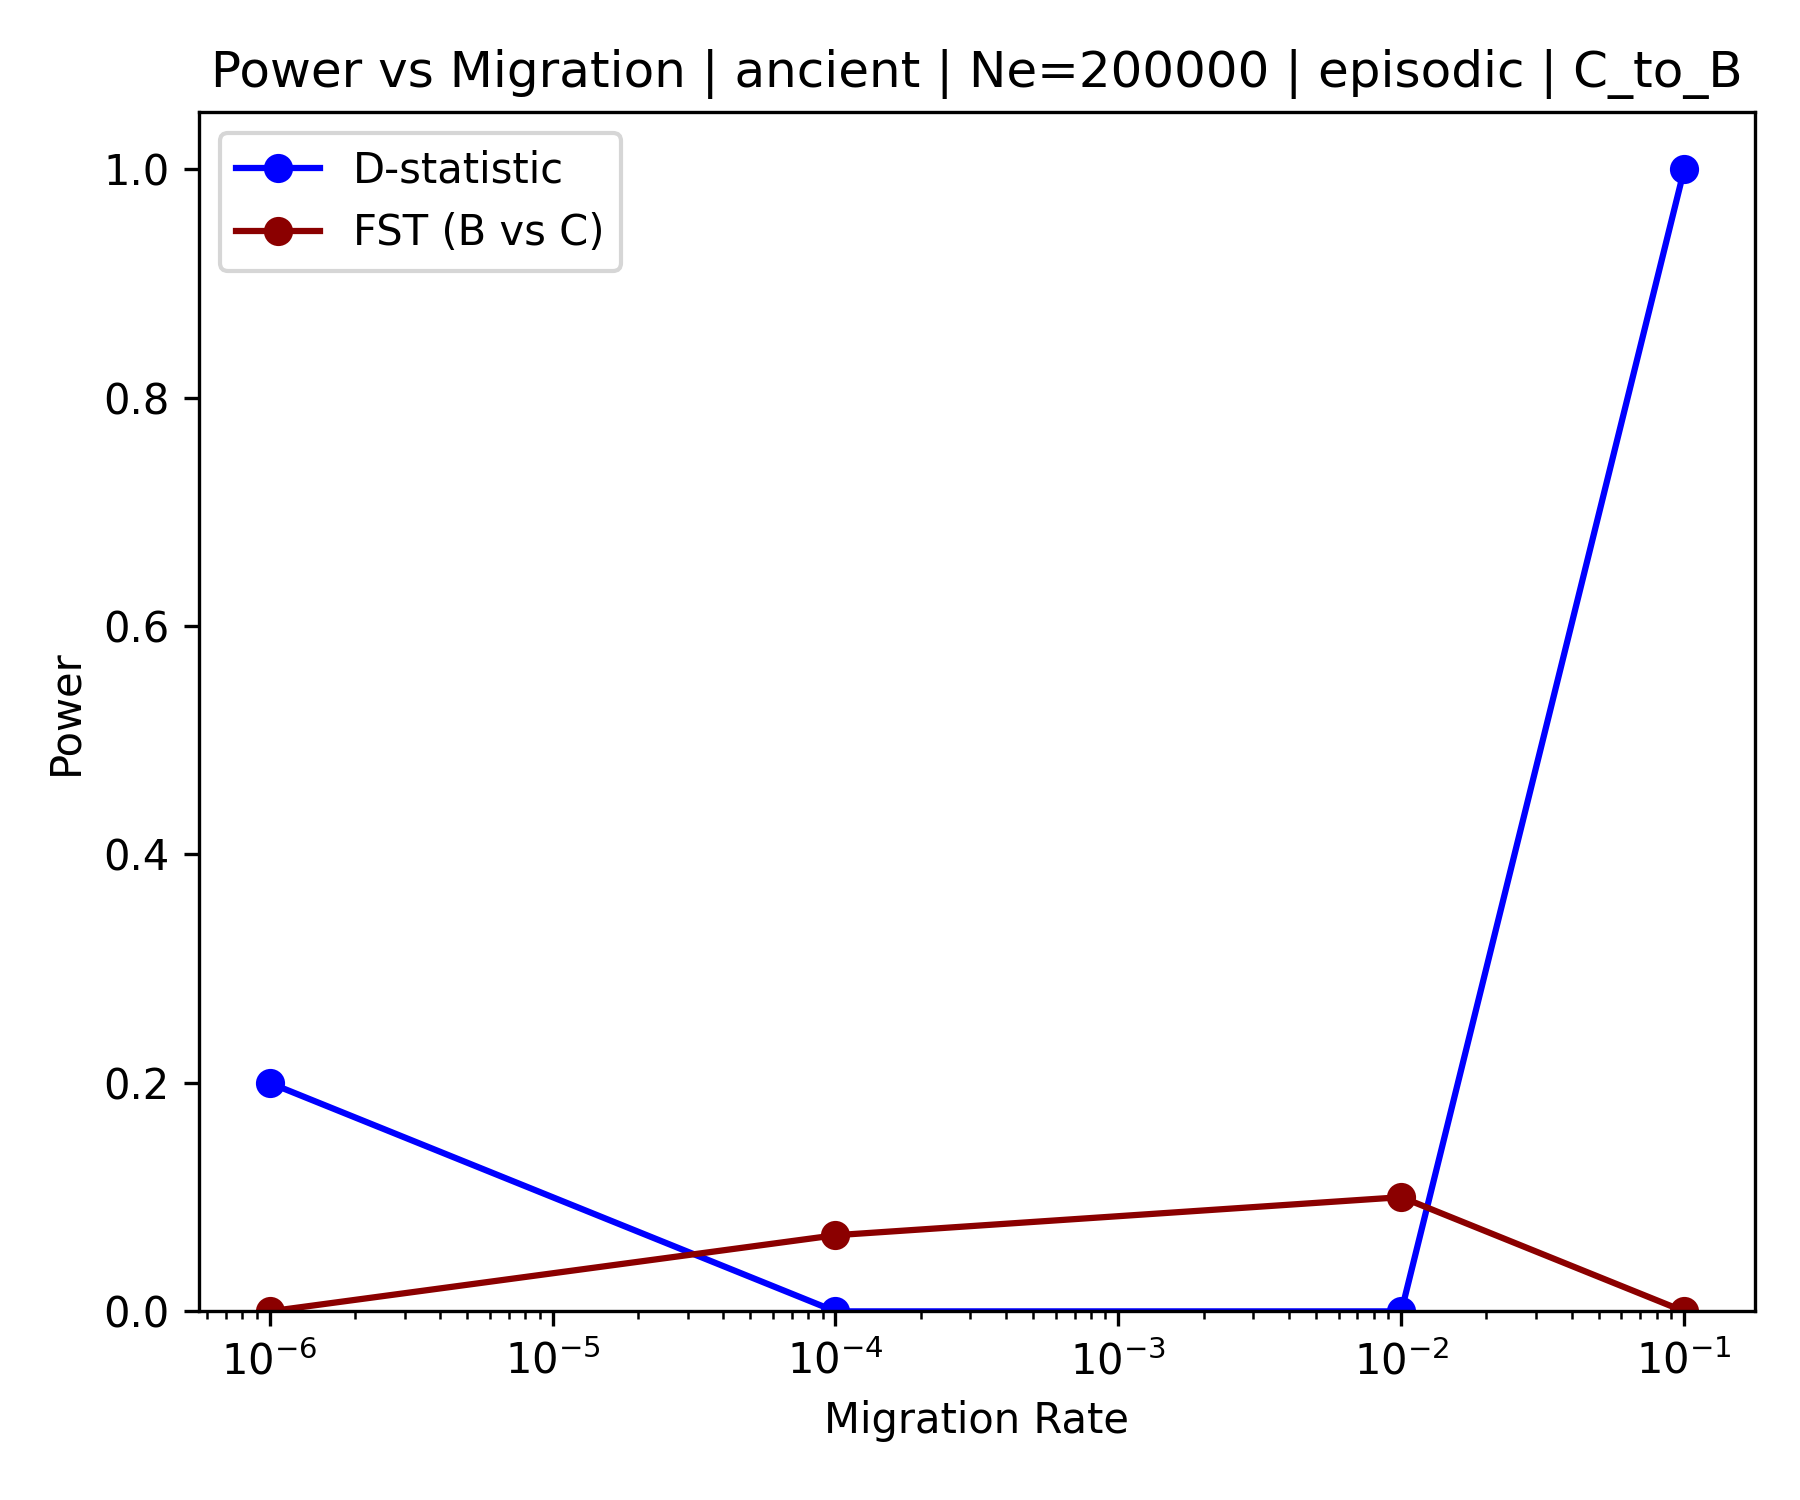 Power vs Migration | ancient | Ne=200000 | episodic | C_to_B
D-statistic
FST (B vs C)
1.0
0.8
0.6
0.4
0.2
0.0
Power
10⁻⁶ 10⁻⁵ 10⁻⁴ 10⁻³ 10⁻² 10⁻¹
Migration Rate